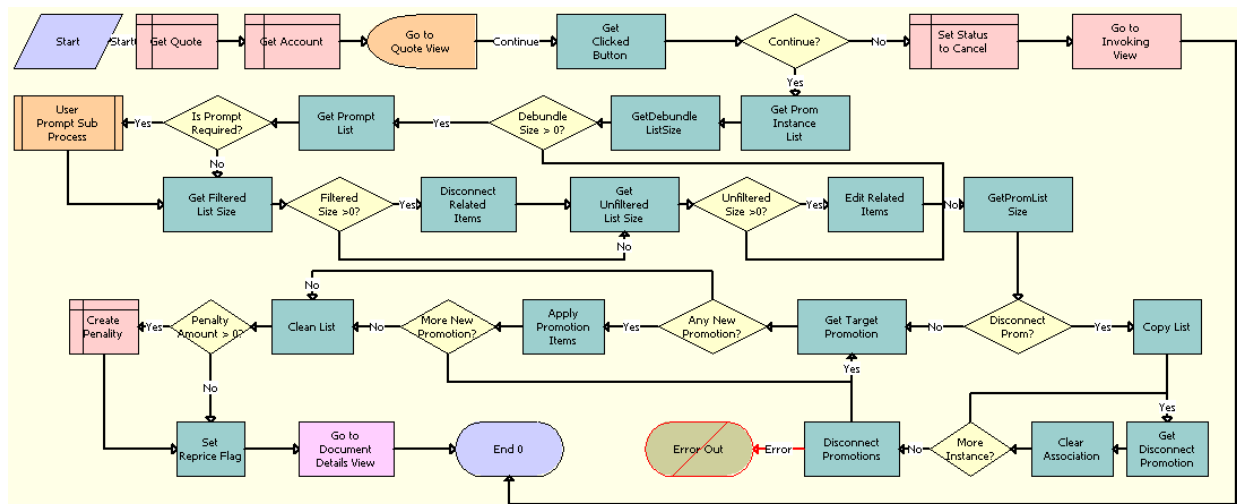 Start
Start
Get Quote
Get Account
Go to
Quote View
Continue
Get
Clicked
Button
Continue?
No
Set Status
to Cancel
Go to
Invoking
View
Yes
User
Prompt Sub
Process
Yes
Is Prompt
Required?
Get Prompt
List
Yes
Debundle
Size > 0?
GetDebundle
ListSize
Get Prom
Instance
List
No
Get Filtered
List Size
Filtered
Size >0?
Yes
Disconnect
Related
Items
Get
Unfiltered
List Size
Unfiltered
Size >0?
Yes
Edit Related
Items
No
GetPromList
Size
No
No
Create
Penality
Yes
Penalty
Amount > 0?
Clean List
No
More New
Promotion?
Apply
Promotion
Items
Yes
Any New
Promotion?
Get Target
Promotion
No
Disconnect
Prom?
Yes
Copy List
Yes
No
Yes
Set
Reprice Flag
Go to
Document
Details View
End 0
Error Out
Error
Disconnect
Promotions
No
More
Instance?
Clear
Association
Get
Disconnect
Promotion